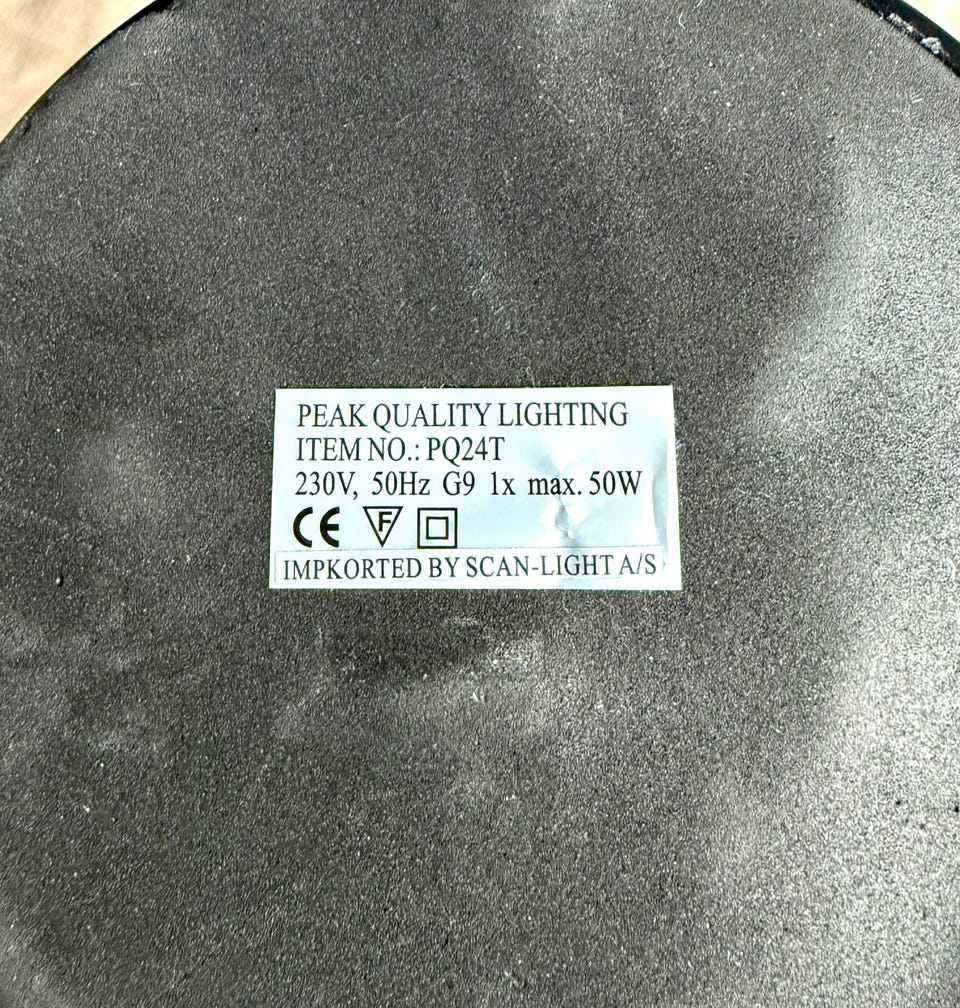 PEAK QUALITY LIGHTING
ITEM NO.: PQ24T
230V, 50Hz G9 1x max. 50W
CE F
IMPKORTED BY SCAN-LIGHT A/S